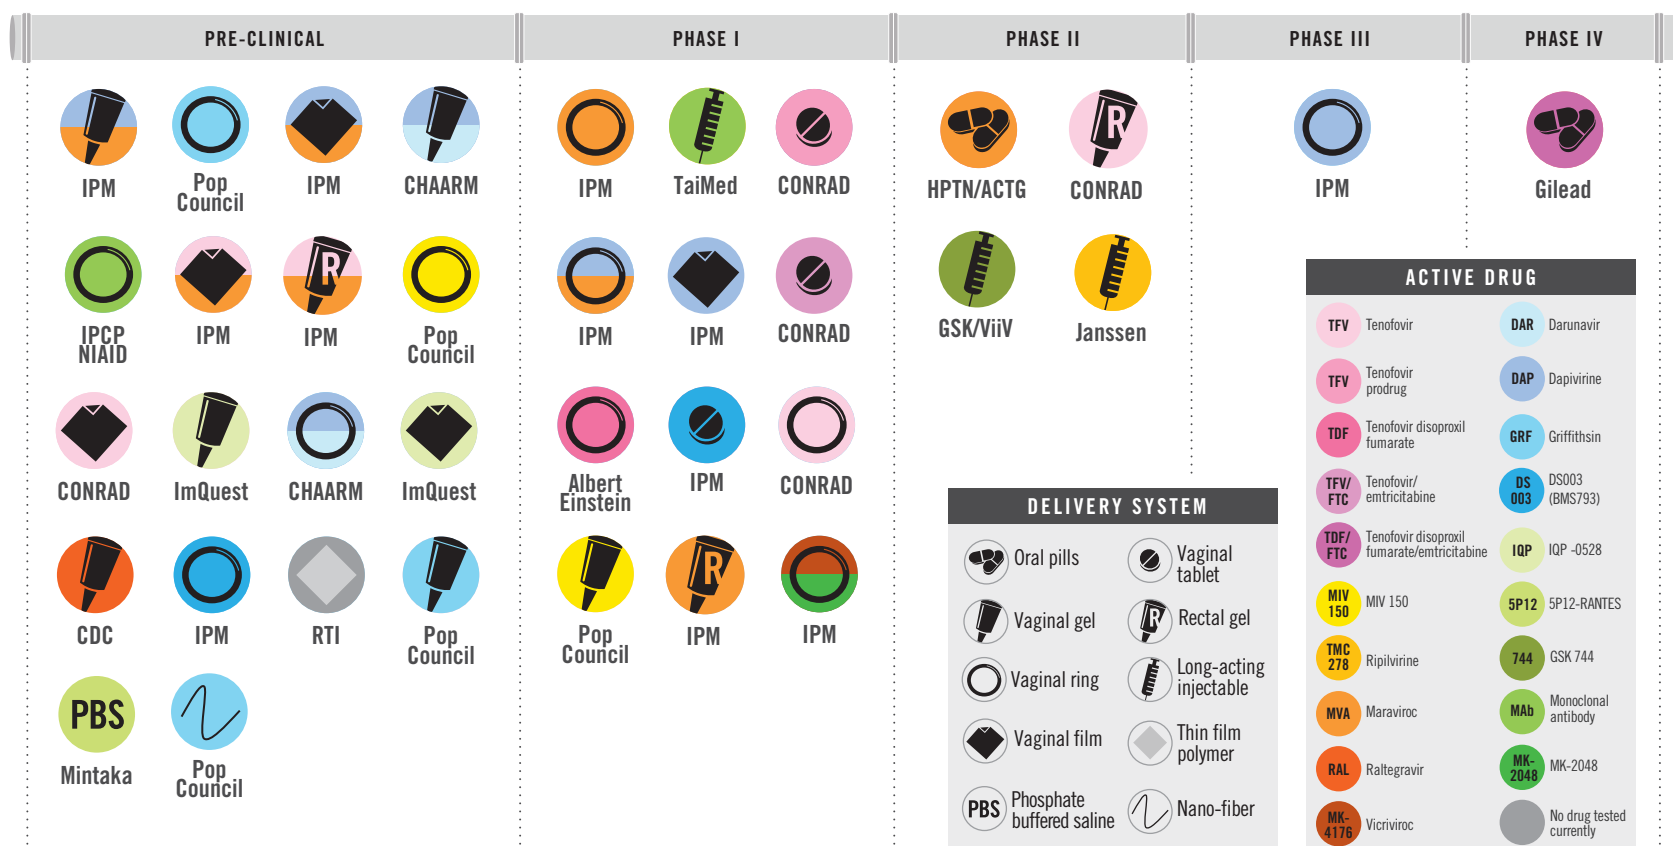 PRE-CLINICAL
PHASE I
PHASE II
PHASE III
PHASE IV
IPM
Pop
Council
IPM
CHAARM
IPM
TaiMed
CONRAD
R
HPTN/ACTG
CONRAD
IPM
Gilead
IPCP
NIAID
IPM
R
IPM
Pop
Council
IPM
IPM
CONRAD
GSK/ViiV
Janssen
CONRAD
ImQuest
CHAARM
ImQuest
Albert
Einstein
IPM
CONRAD
CDC
IPM
RTI
Pop
Council
Pop
Council
R
IPM
IPM
PBS
Mintaka
Pop
Council
DELIVERY SYSTEM
Oral pills
Vaginal
tablet
Vaginal gel
R
Rectal gel
Vaginal ring
Long-acting
injectable
Vaginal film
Thin film
polymer
PBS
Phosphate
buffered saline
Nano-fiber
ACTIVE DRUG
TFV
Tenofovir
DAR
Darunavir
TFV
Tenofovir
prodrug
DAP
Dapivirine
TDF
Tenofovir disoproxil
fumarate
GRF
Griffithsin
TFV/
FTC
Tenofovir/
emtricitabine
DS
003
DS003
(BMS793)
TDF/
FTC
Tenofovir disoproxil
fumarate/emtricitabine
IQP
IQP -0528
MIV
150
MIV 150
5P12
5P12-RANTES
TMC
278
Ripilvirine
744
GSK 744
MVA
Maraviroc
MAb
Monoclonal
antibody
RAL
Raltegravir
MK-
2048
MK-2048
MK-
4176
Vicriviroc
No drug tested
currently